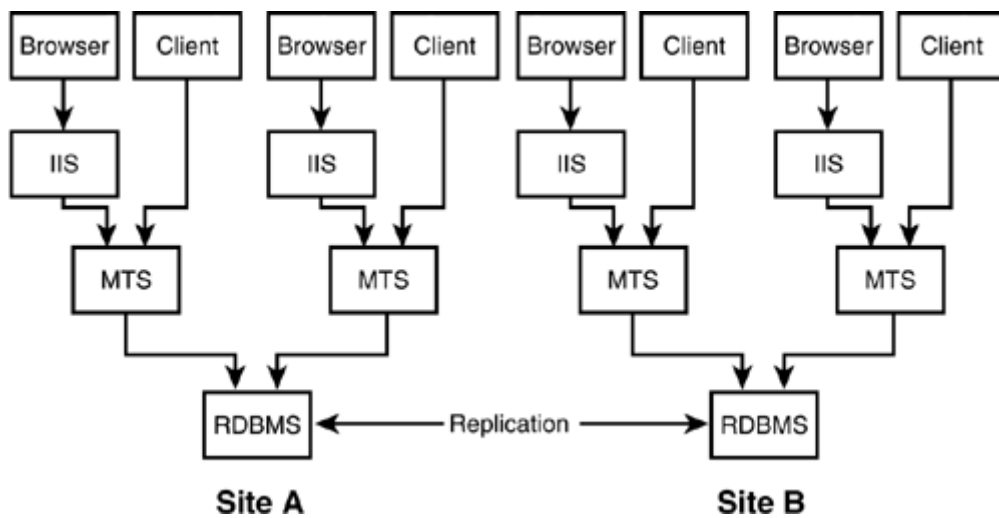 Browser
Client
Browser
Client
Browser
Client
Browser
Client
IIS
IIS
IIS
IIS
MTS
MTS
MTS
MTS
RDBMS
Replication
RDBMS
Site A
Site B